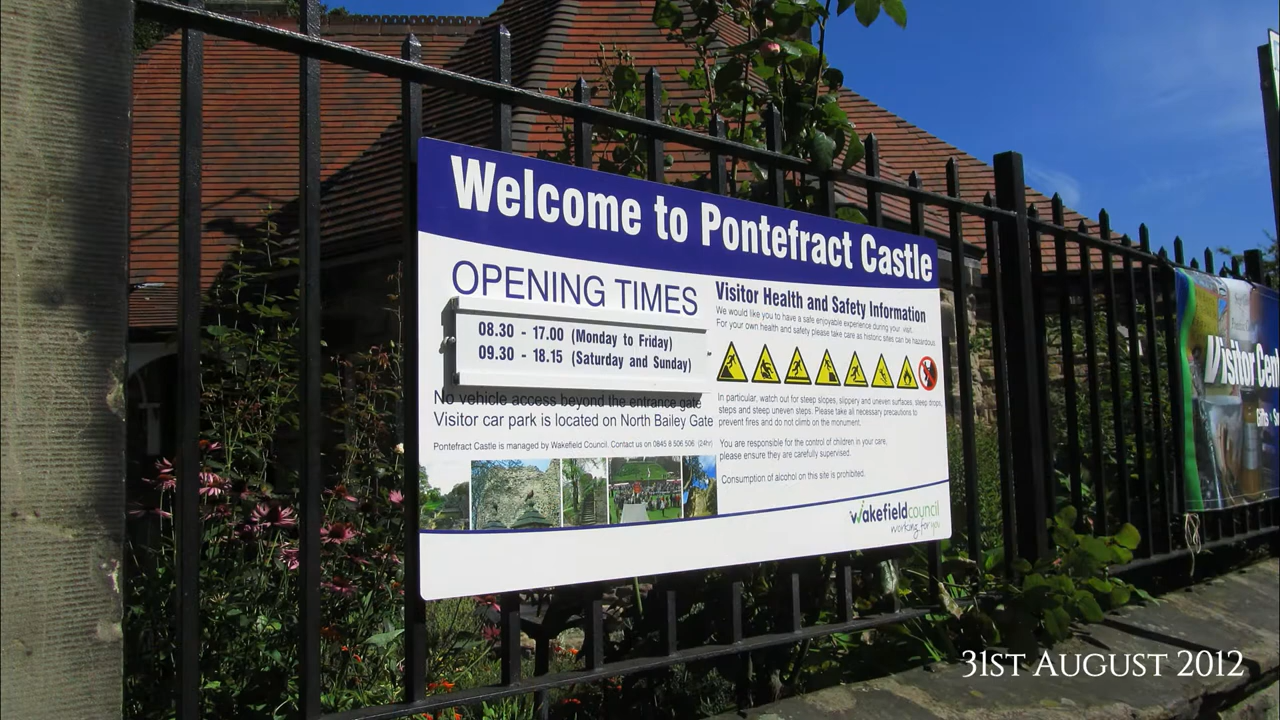 Welcome to Pontefract Castle
OPENING TIMES
08.30 - 17.00 (Monday to Friday)
09.30 - 18.15 (Saturday and Sunday)
No vehicle access beyond the entrance gate
Visitor car park is located on North Bailey Gate
Pontefract Castle is managed by Wakefield Council. Contact us on 0845 8 506 506 (24hr)
Visitor Health and Safety Information
We would like you to have a safe enjoyable experience during your visit.
For your own health and safety please take care as historic sites can be hazardous.
In particular, watch out for steep slopes, slippery and uneven surfaces, steep drops,
steps and steep uneven steps. Please take all necessary precautions to
prevent fires and do not climb on the monument.
You are responsible for the control of children in your care,
please ensure they are carefully supervised.
Consumption of alcohol on this site is prohibited.
wakefieldcouncil
working for you
Visitor Cent
31st August 2012